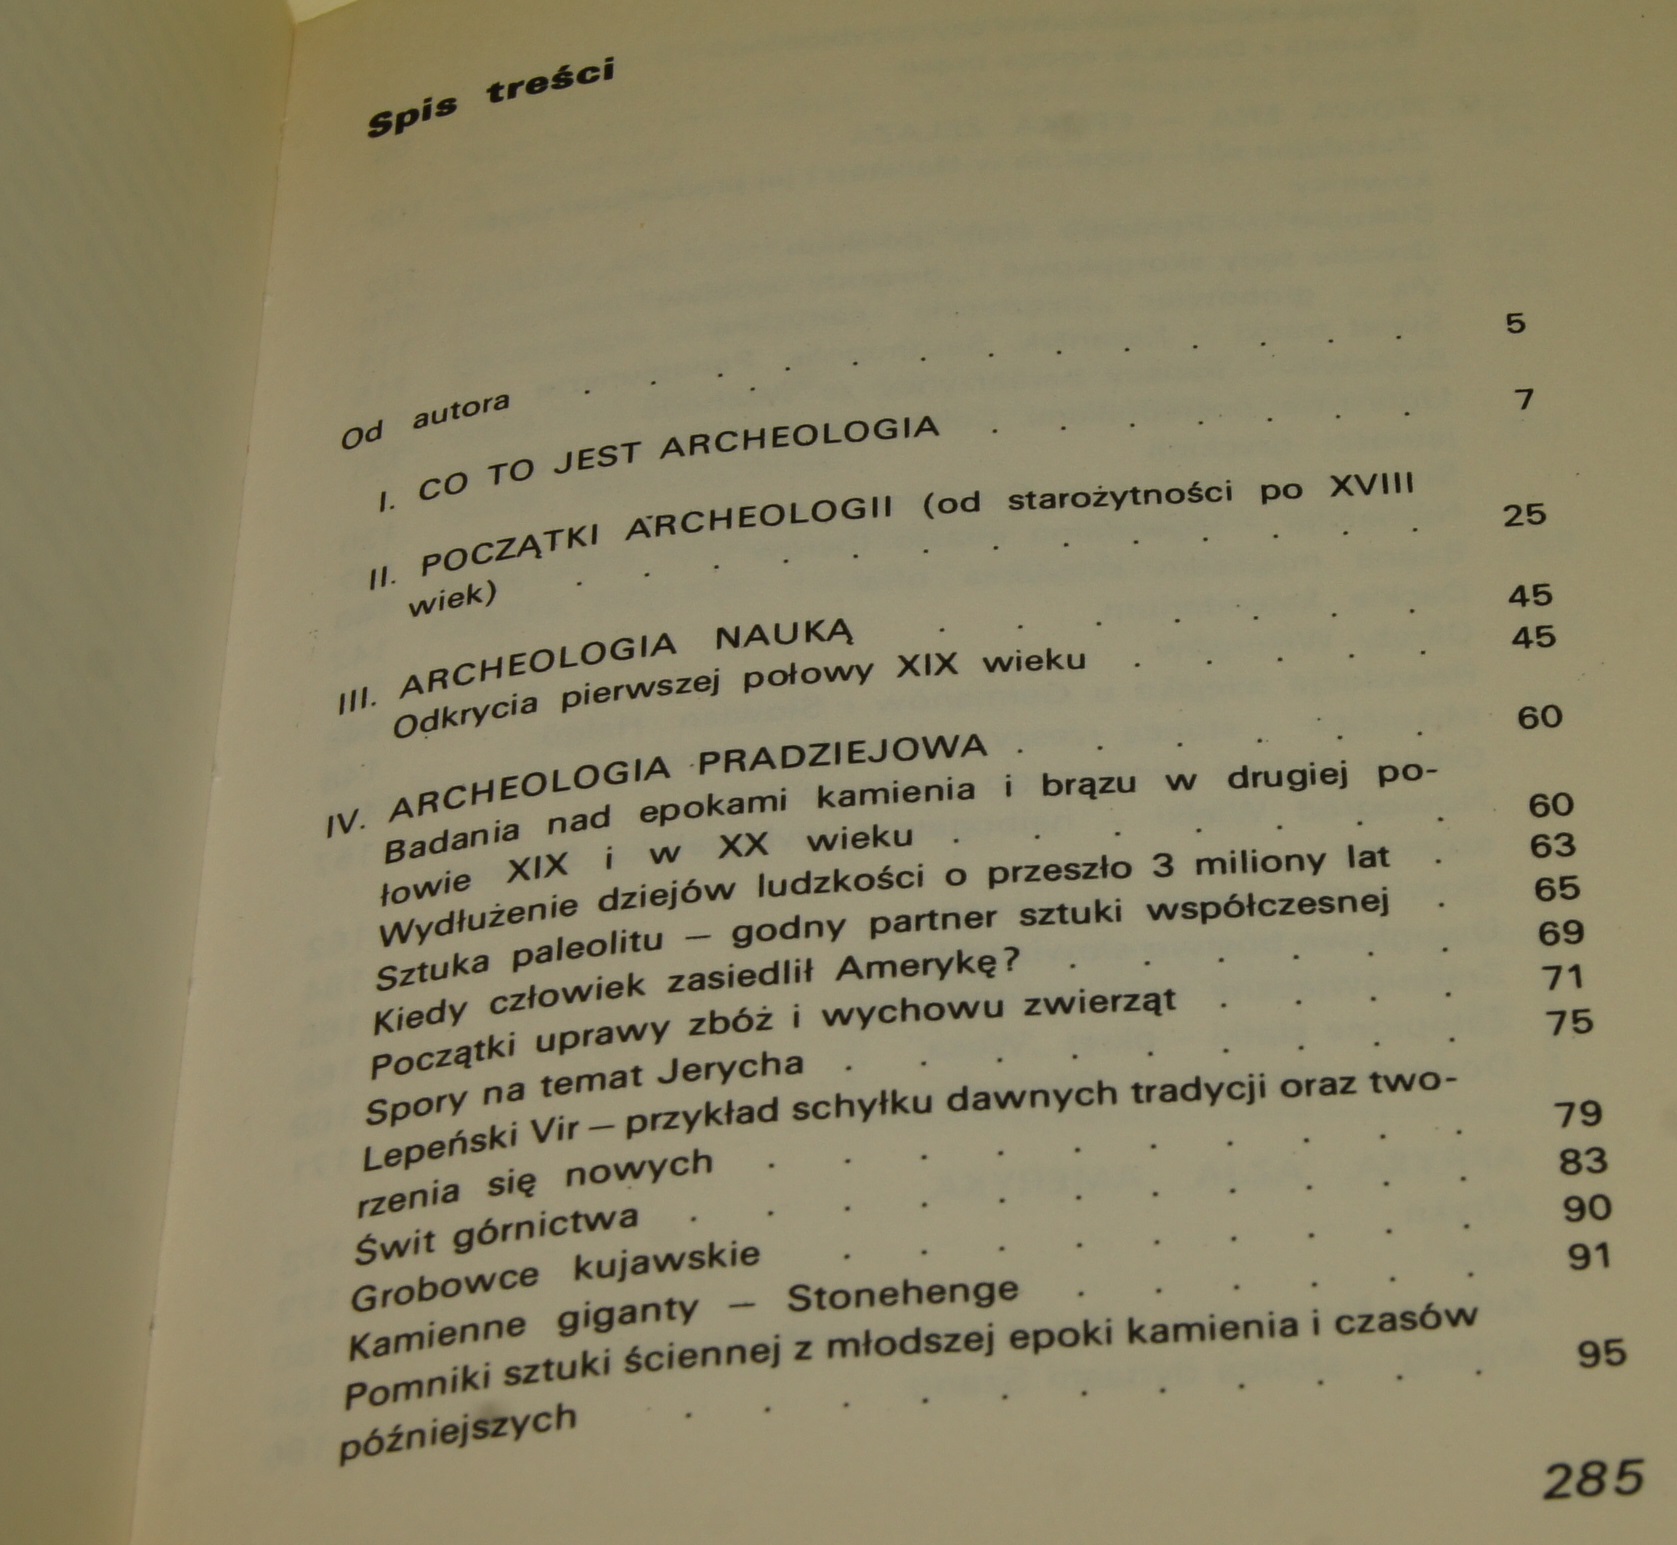 Spis treści
Od autora . . . . . . . . . . . . . 5
I. CO TO JEST ARCHEOLOGIA . . . . . . . 7
II. POCZĄTKI ARCHEOLOGII (od starożytności po XVIII
wiek) . . . . . . . . . . . . . 25
III. ARCHEOLOGIA NAUKĄ . . . . . . . 45
Odkrycia pierwszej połowy XIX wieku . . . . . 45
IV. ARCHEOLOGIA PRADZIEJOWA . . . . . . 60
Badania nad epokami kamienia i brązu w drugiej po-
łowie XIX i w XX wieku . . . . . . . 60
Wydłużenie dziejów ludzkości o przeszło 3 miliony lat . 63
Sztuka paleolitu — godny partner sztuki współczesnej . 65
Kiedy człowiek zasiedlił Amerykę? . . . . . . 69
Początki uprawy zbóż i wychowu zwierząt . . . . 71
Spory na temat Jerycha . . . . . . . . . 75
Lepeński Vir — przykład schyłku dawnych tradycji oraz two-
rzenia się nowych . . . . . . . . . . 79
Świt górnictwa . . . . . . . . . . . 83
Grobowce kujawskie . . . . . . . . . 90
Kamienne giganty — Stonehenge . . . . . . 91
Pomniki sztuki ściennej z młodszej epoki kamienia i czasów
późniejszych . . . . . . . . . . . 95
285